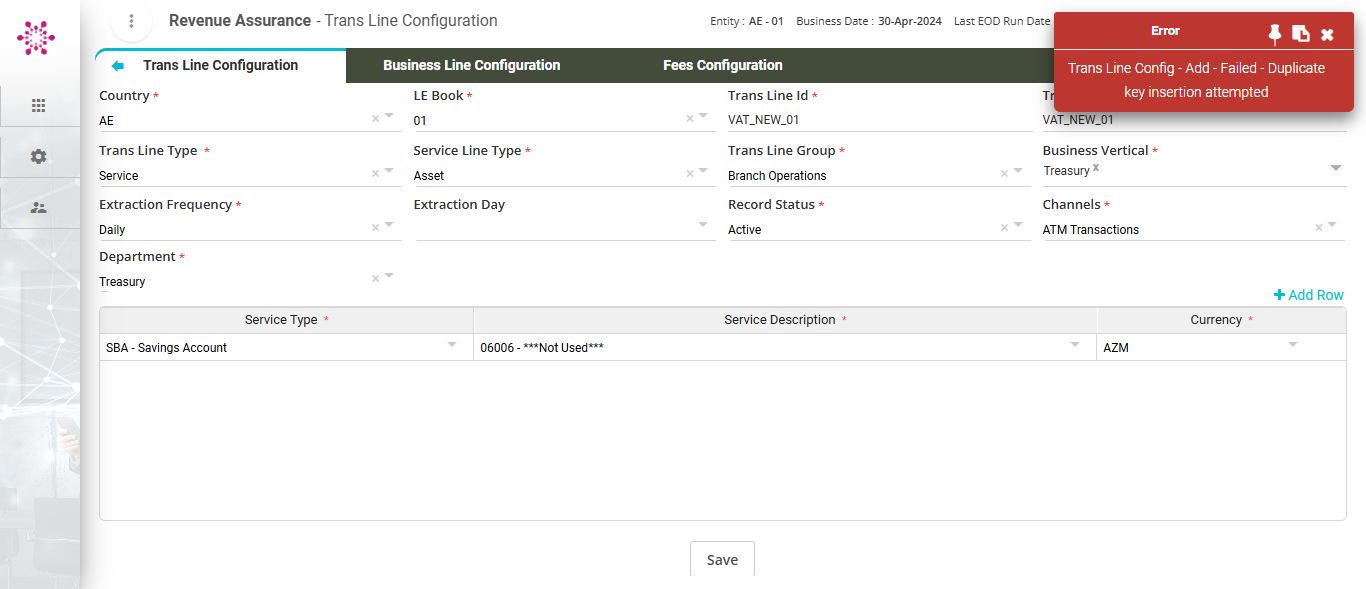 Revenue Assurance - Trans Line Configuration
Entity : AE - 01 Business Date : 30-Apr-2024 Last EOD Run Date
Error
Trans Line Config - Add - Failed - Duplicate
key insertion attempted
Trans Line Configuration Business Line Configuration Fees Configuration
Country * LE Book * Trans Line Id *
AE 01 VAT_NEW_01 VAT_NEW_01
Trans Line Type * Service Line Type * Trans Line Group * Business Vertical *
Service Asset Branch Operations Treasury x
Extraction Frequency * Extraction Day Record Status * Channels *
Daily Active ATM Transactions
Department *
Treasury
+ Add Row
Service Type * Service Description * Currency *
SBA - Savings Account 06006 - ***Not Used*** AZM
Save